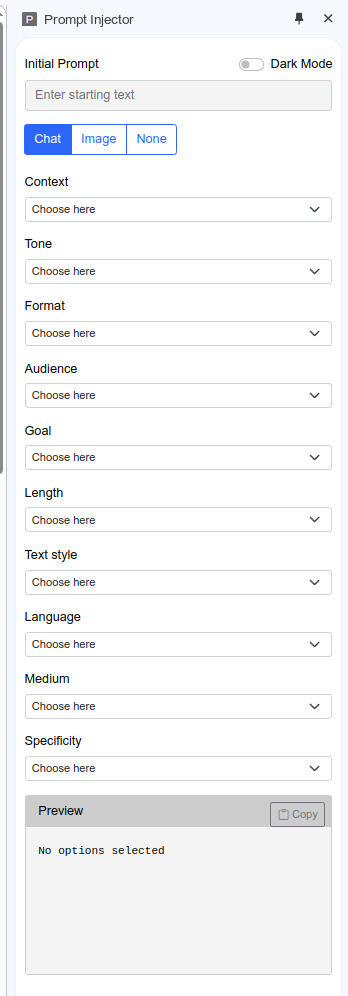 P Prompt Injector
Initial Prompt Dark Mode
Enter starting text
Chat Image None
Context
Choose here
Tone
Choose here
Format
Choose here
Audience
Choose here
Goal
Choose here
Length
Choose here
Text style
Choose here
Language
Choose here
Medium
Choose here
Specificity
Choose here
Preview Copy
No options selected